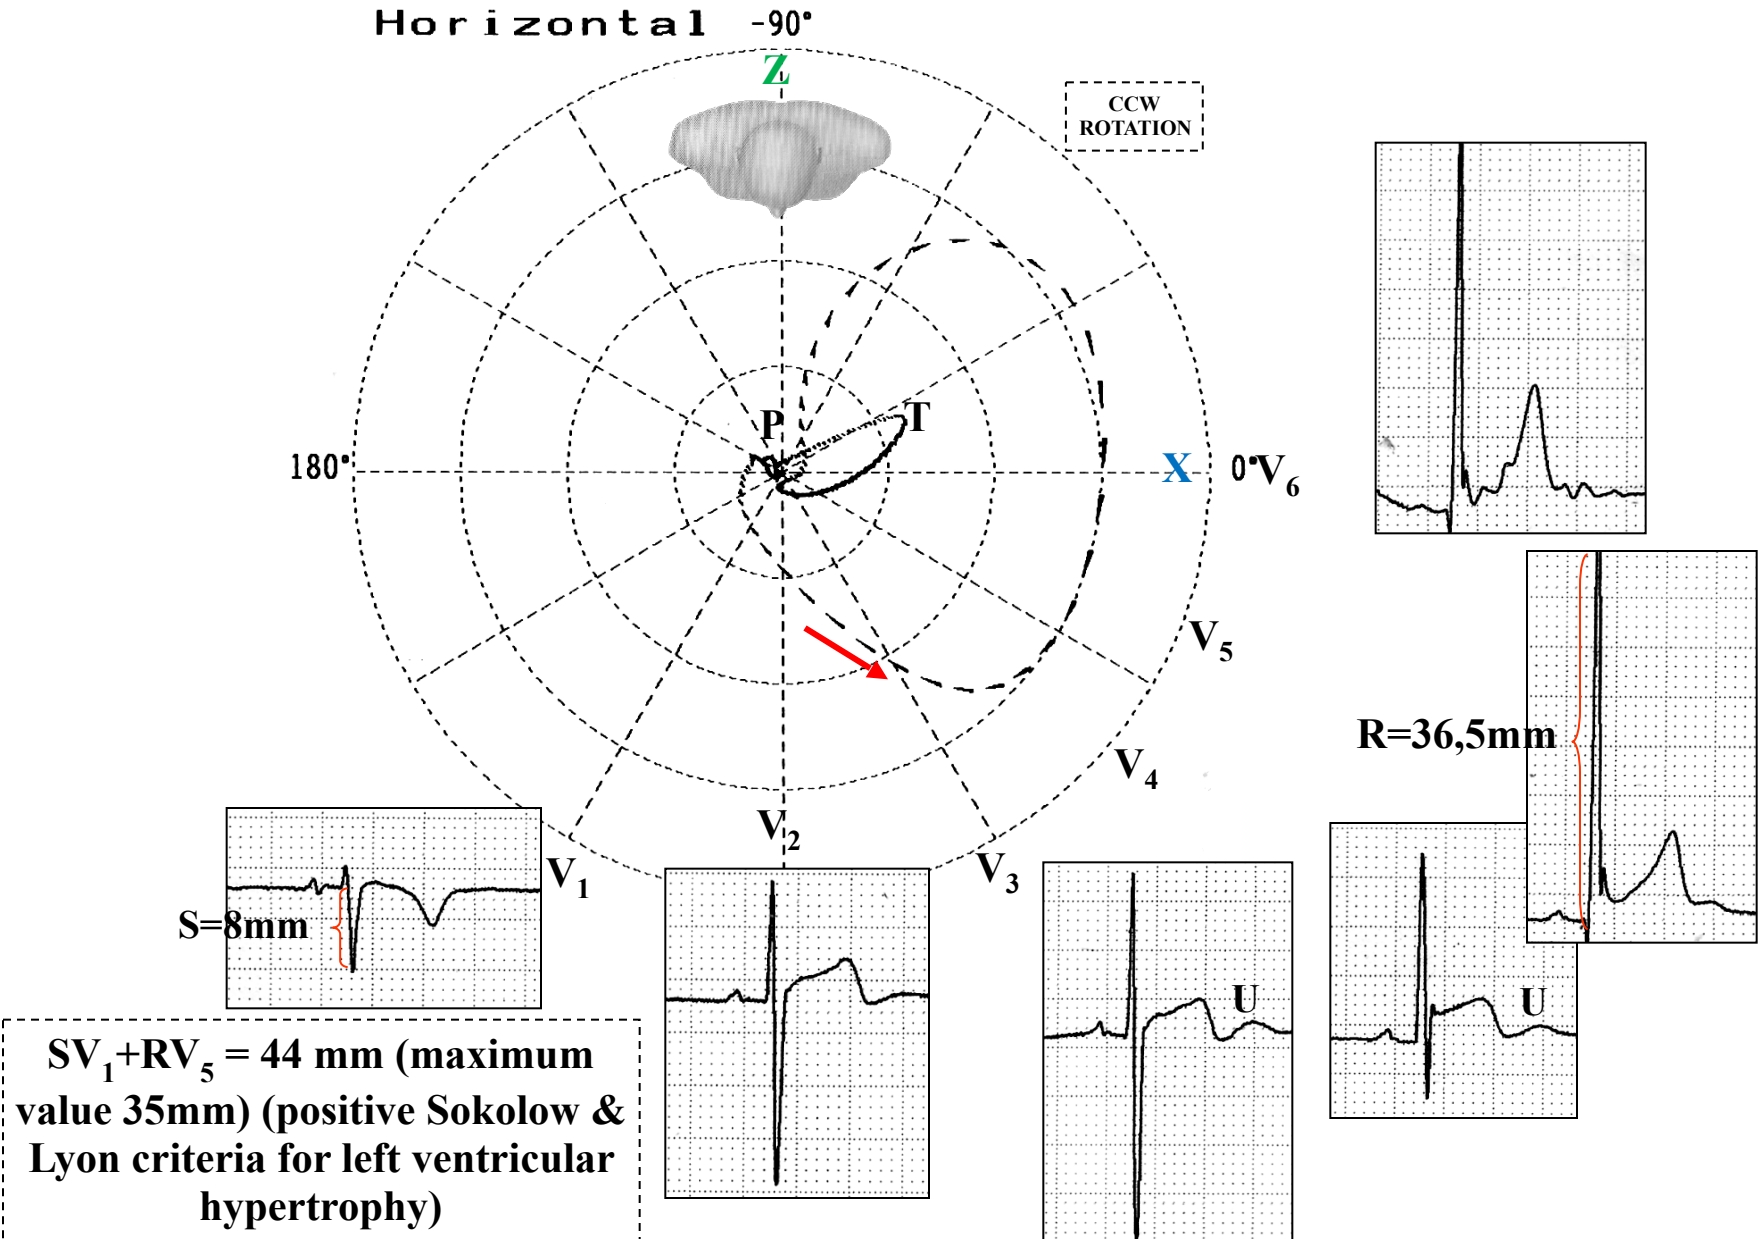 Horizontal
-90°
Z
CCW
ROTATION
P
T
180°
X
0°V6
V5
R=36,5mm
V4
V2
V1
V3
S=8mm
U
U
SV1+RV5 = 44 mm (maximum
value 35mm) (positive Sokolow &
Lyon criteria for left ventricular
hypertrophy)